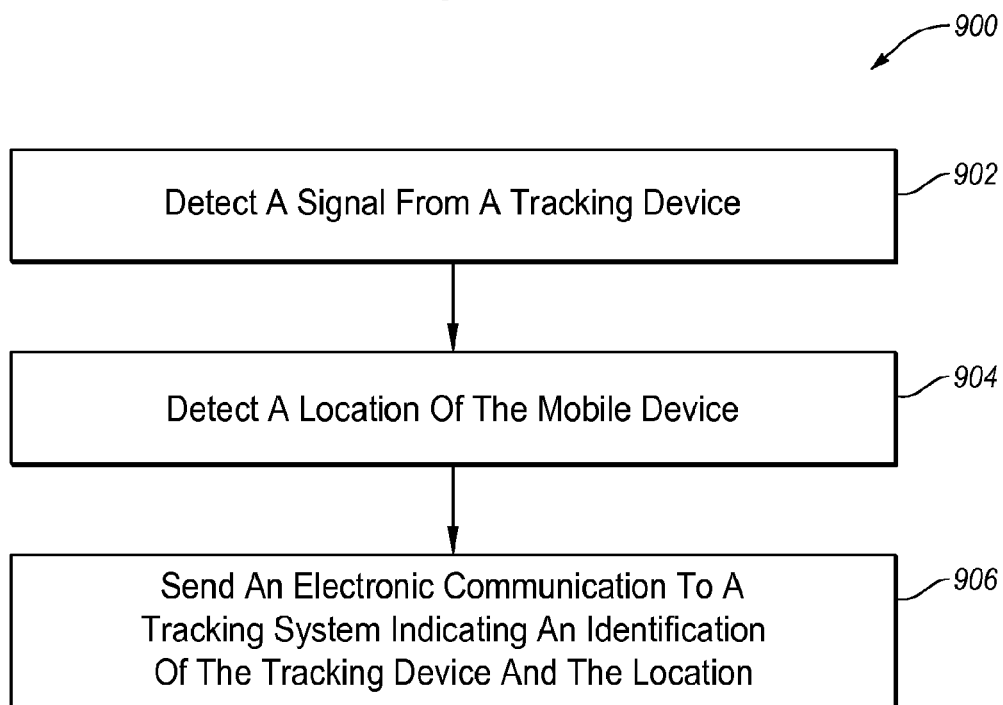 900
902
Detect A Signal From A Tracking Device
904
Detect A Location Of The Mobile Device
906
Send An Electronic Communication To A
Tracking System Indicating An Identification
Of The Tracking Device And The Location